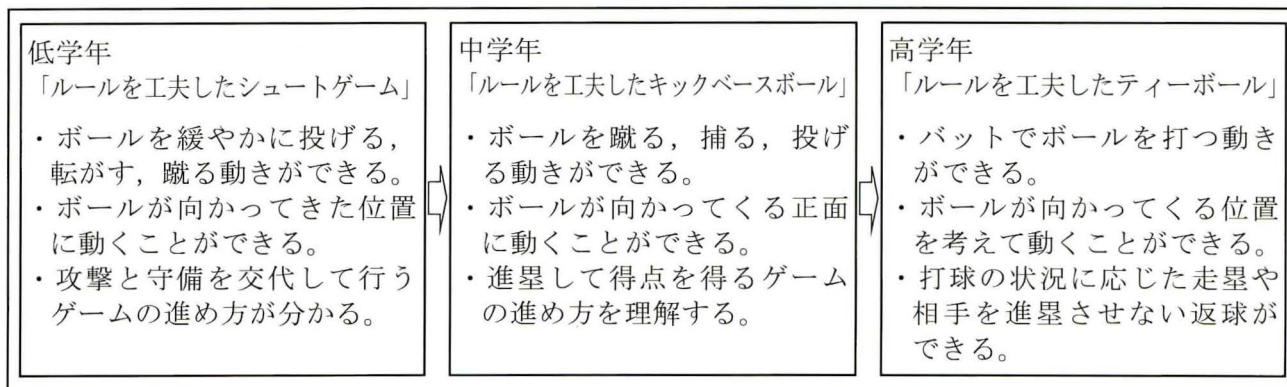 低学年
「ルールを工夫したシュートゲーム」
・ボールを緩やかに投げる，
転がす，蹴る動きができる。
・ボールが向かってきた位置
に動くことができる。
・攻撃と守備を交代して行う
ゲームの進め方が分かる。
中学年
「ルールを工夫したキックベースボール」
・ボールを蹴る，捕る，投げ
る動きができる。
・ボールが向かってくる正面
に動くことができる。
・進塁して得点を得るゲーム
の進め方を理解する。
高学年
「ルールを工夫したティーボール」
・バットでボールを打つ動き
ができる。
・ボールが向かってくる位置
を考えて動くことができる。
・打球の状況に応じた走塁や
相手を進塁させない返球が
できる。